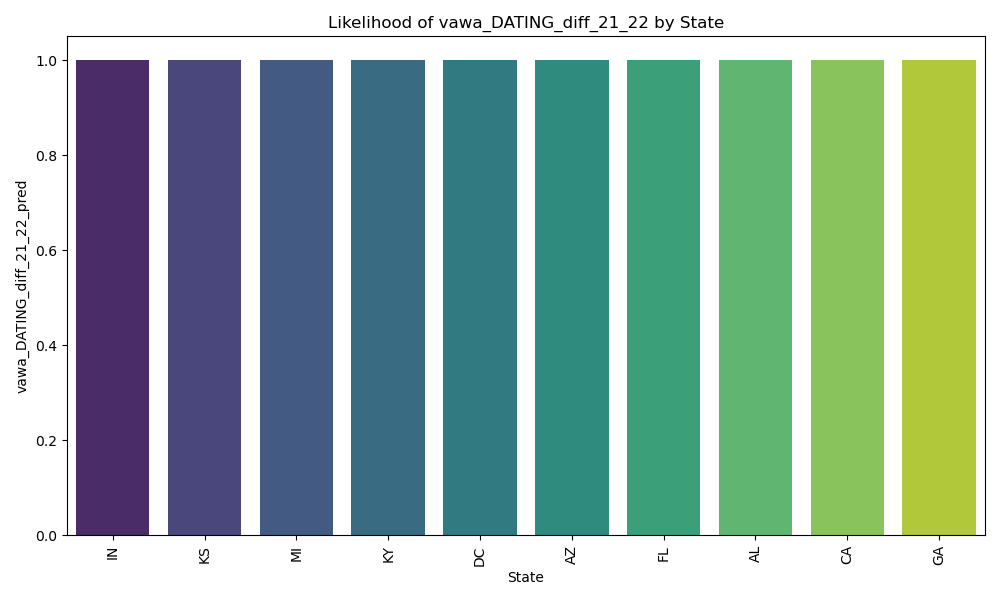 Likelihood of vawa_DATING_diff_21_22 by State
vawa_DATING_diff_21_22_pred
1.0
0.8
0.6
0.4
0.2
0.0
IN KS MI KY DC AZ FL AL CA GA
State